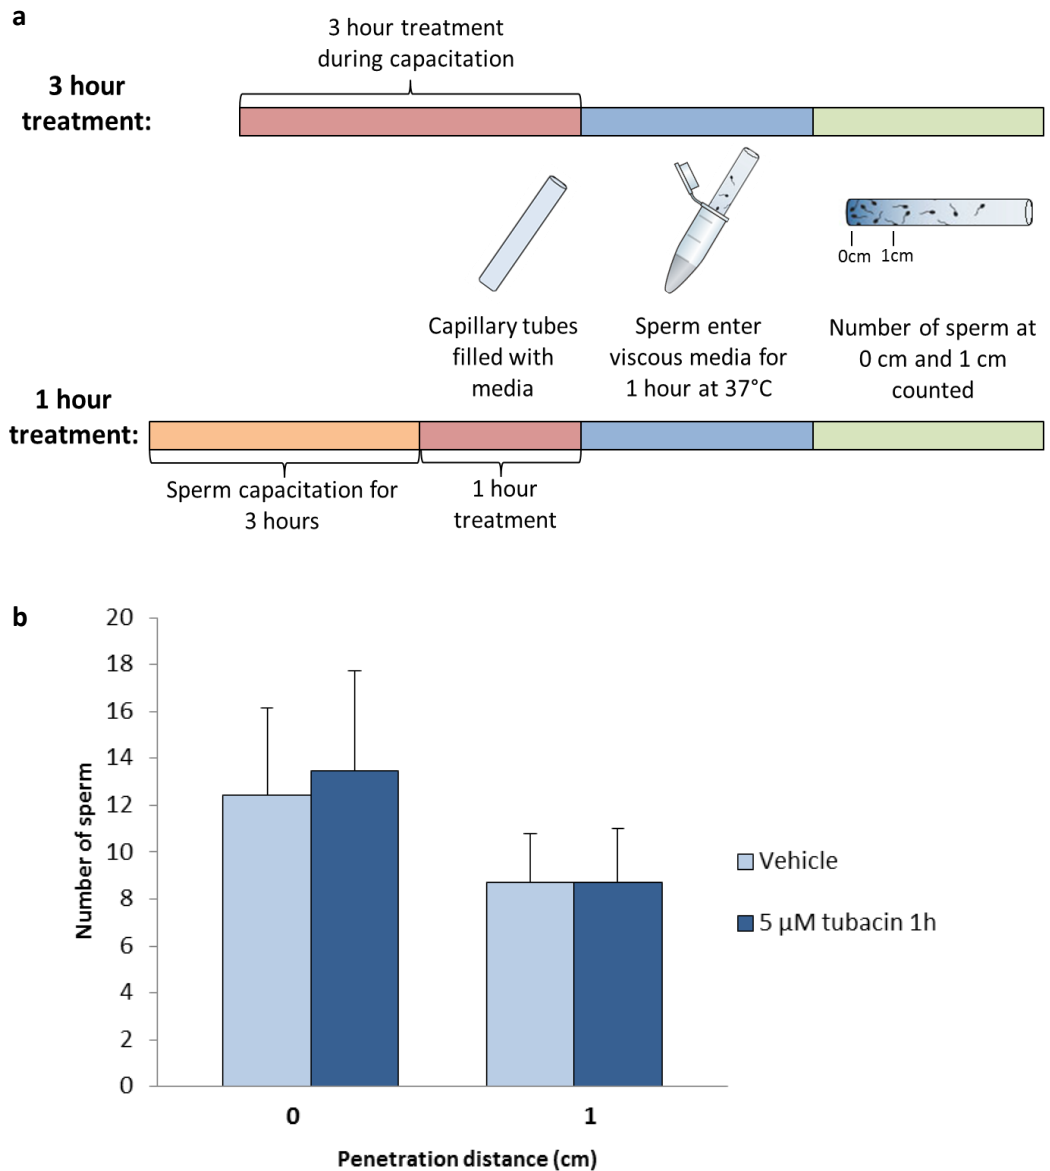 a
3 hour treatment
during capacitation
3 hour
treatment:
0cm 1cm
Capillary tubes
filled with
media
Sperm enter
viscous media for
1 hour at 37°C
Number of sperm at
0 cm and 1 cm
counted
1 hour
treatment:
Sperm capacitation for
3 hours
1 hour
treatment
b
20
18
16
14
12
10
8
6
4
2
0
Number of sperm
0 1
Penetration distance (cm)
Vehicle
5 µM tubacin 1h